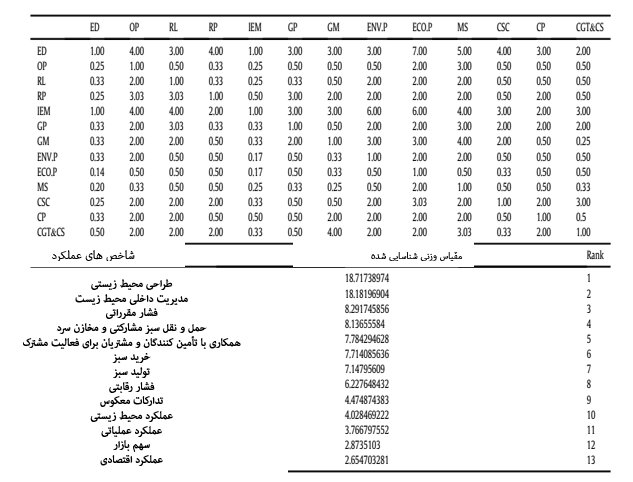 ED OP RL RP IEM GP GM ENV.P ECO.P MS CSC CP CGT&CS
ED 1.00 4.00 3.00 4.00 1.00 3.00 3.00 3.00 7.00 5.00 4.00 3.00 2.00
OP 0.25 1.00 0.50 0.33 0.25 0.50 0.50 0.50 2.00 3.00 0.50 0.50 0.50
RL 0.33 2.00 1.00 0.33 0.25 0.33 0.50 2.00 2.00 2.00 0.50 0.50 0.50
RP 0.25 3.03 3.03 1.00 0.50 3.00 2.00 2.00 2.00 2.00 0.50 2.00 0.50
IEM 1.00 4.00 4.00 2.00 1.00 3.00 3.00 6.00 6.00 4.00 3.00 2.00 3.00
GP 0.33 2.00 3.03 0.33 0.33 1.00 0.50 2.00 2.00 3.00 2.00 2.00 2.00
GM 0.33 2.00 2.00 0.50 0.33 2.00 1.00 3.00 3.00 4.00 2.00 0.50 0.25
ENV.P 0.33 2.00 0.50 0.50 0.17 0.50 0.33 1.00 2.00 2.00 0.50 0.50 0.50
ECO.P 0.14 0.50 0.50 0.50 0.17 0.50 0.33 0.50 1.00 0.50 0.33 0.50 0.50
MS 0.20 0.33 0.50 0.50 0.25 0.33 0.25 0.50 2.00 1.00 0.50 0.50 0.33
CSC 0.25 2.00 2.00 2.00 0.33 0.50 0.50 2.00 3.03 2.00 1.00 2.00 3.00
CP 0.33 2.00 2.00 0.50 0.50 0.50 2.00 2.00 2.00 2.00 0.50 1.00 0.5
CGT&CS 0.50 2.00 2.00 2.00 0.33 0.50 4.00 2.00 2.00 3.03 0.33 2.00 1.00
شاخص های عملکرد مقیاس وزنی شناسایی شده Rank
طراحی محیط زیستی 18.71738974 1
مدیریت داخلی محیط زیست 18.18196904 2
فشار مقرراتی 8.291745856 3
حمل و نقل سبز مشارکتی و مخازن سرد 8.13655584 4
همکاری با تأمین کنندگان و مشتریان برای فعالیت مشترک 7.784294628 5
خرید سبز 7.714085636 6
تولید سبز 7.14795609 7
فشار رقابتی 6.227648432 8
تدارکات معکوس 4.474874383 9
عملکرد محیط زیستی 4.028469222 10
عملکرد عملیاتی 3.766797552 11
سهم بازار 2.8735103 12
عملکرد اقتصادی 2.654703281 13